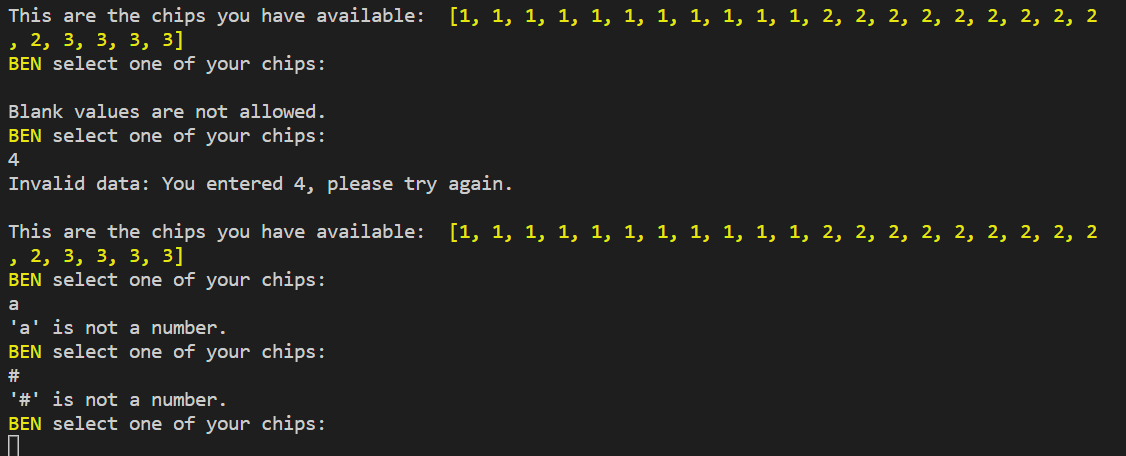 This are the chips you have available:  [1, 1, 1, 1, 1, 1, 1, 1, 1, 1, 1, 2, 2, 2, 2, 2, 2, 2, 2, 2
, 2, 3, 3, 3, 3]
BEN select one of your chips:
Blank values are not allowed.
BEN select one of your chips:
4
Invalid data: You entered 4, please try again.
This are the chips you have available:  [1, 1, 1, 1, 1, 1, 1, 1, 1, 1, 1, 2, 2, 2, 2, 2, 2, 2, 2, 2
, 2, 3, 3, 3, 3]
BEN select one of your chips:
a
'a' is not a number.
BEN select one of your chips:
#
'#' is not a number.
BEN select one of your chips: